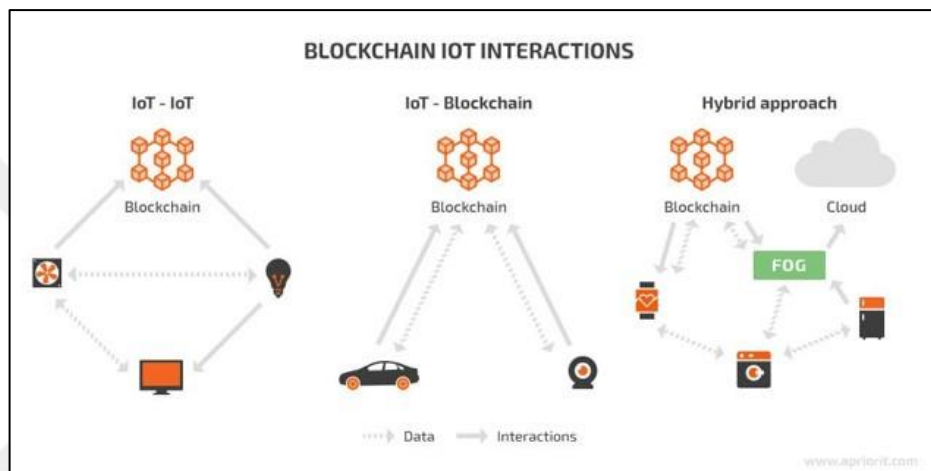 BLOCKCHAIN IOT INTERACTIONS
IoT - IoT
IoT - Blockchain
Hybrid approach
Blockchain
Blockchain
Blockchain
Cloud
FOG
Data
Interactions
www.apriorit.com